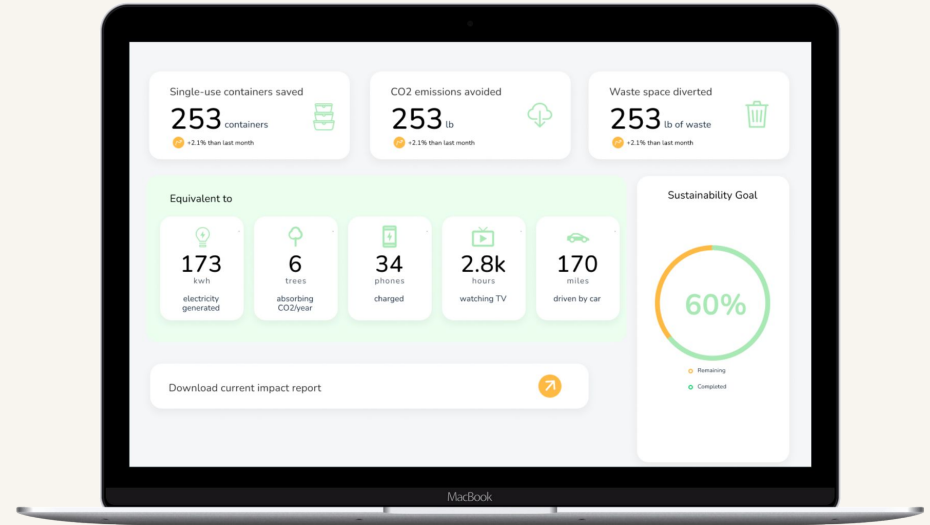 Single-use containers saved
253 containers
+2.1% than last month
CO2 emissions avoided
253 lb
+2.1% than last month
Waste space diverted
253 lb of waste
+2.1% than last month
Equivalent to
173
kwh
electricity
generated
6
trees
absorbing
CO2/year
34
phones
charged
2.8k
hours
watching TV
170
miles
driven by car
Sustainability Goal
60%
Remaining
Completed
Download current impact report
MacBook